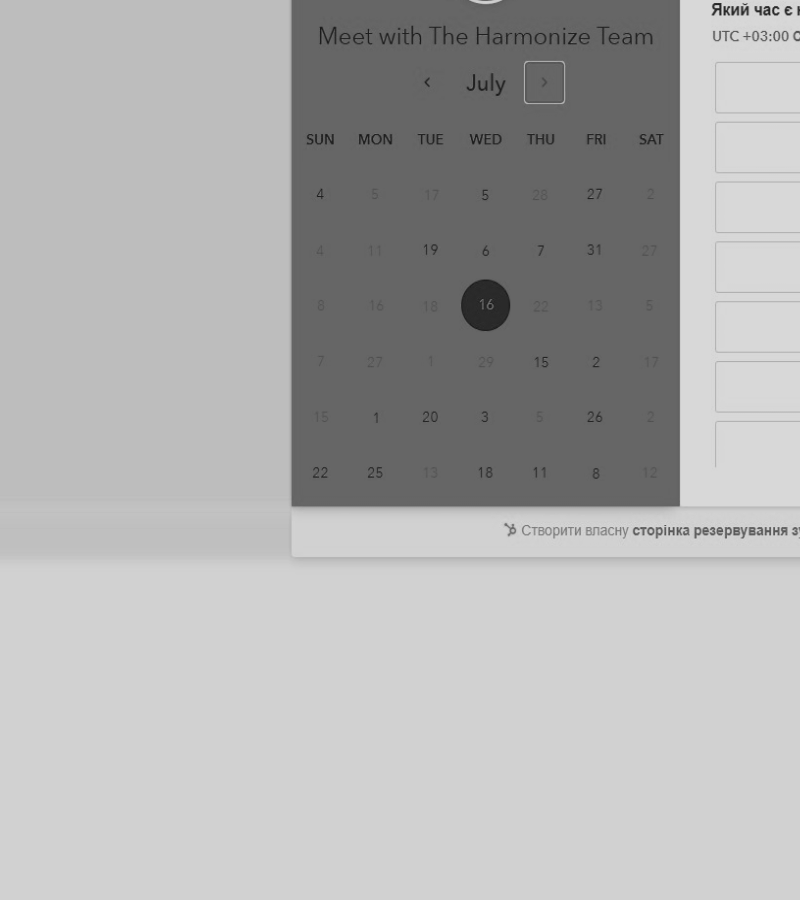 Meet with The Harmonize Team
July
SUN MON TUE WED THU FRI SAT
4 5 17 5 28 27 2
4 11 19 6 7 31 27
8 16 18 16 22 13 5
7 27 1 29 15 2 17
15 1 20 3 5 26 2
22 25 13 18 11 8 12
Який час є
UTC +03:00
Створити власну сторінка резервування